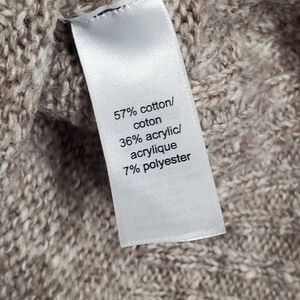 57% cotton/
coton
36% acrylic/
acrylique
7% polyester